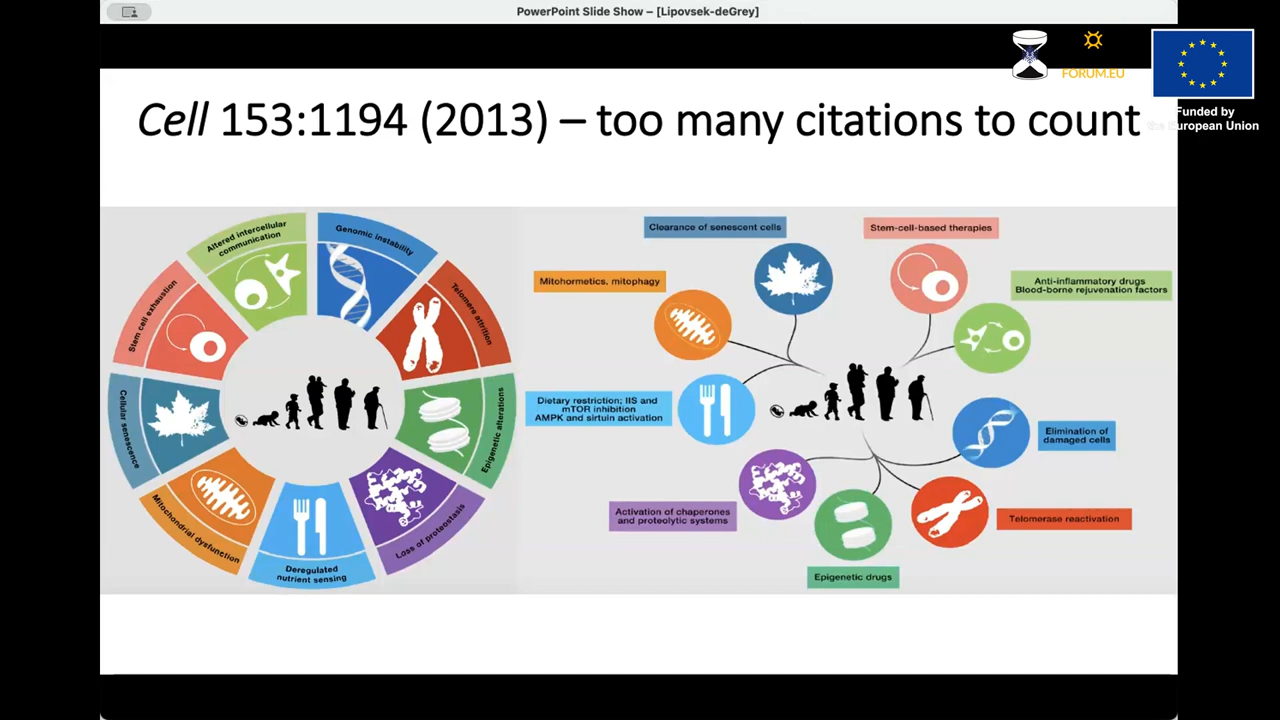 PowerPoint Slide Show – [Lipovsek-deGrey]
FORUM.EU
Funded by
the European Union
Cell 153:1194 (2013) – too many citations to count
Altered intercellular
communication
Genomic instability
Telomere attrition
Epigenetic alterations
Loss of proteostasis
Deregulated
nutrient sensing
Mitochondrial dysfunction
Cellular senescence
Stem cell exhaustion
Clearance of senescent cells
Stem-cell-based therapies
Mitohormetics, mitophagy
Anti-inflammatory drugs
Blood-borne rejuvenation factors
Dietary restriction; IIS and
mTOR inhibition
AMPK and sirtuin activation
Elimination of
damaged cells
Activation of chaperones
and proteolytic systems
Telomerase reactivation
Epigenetic drugs